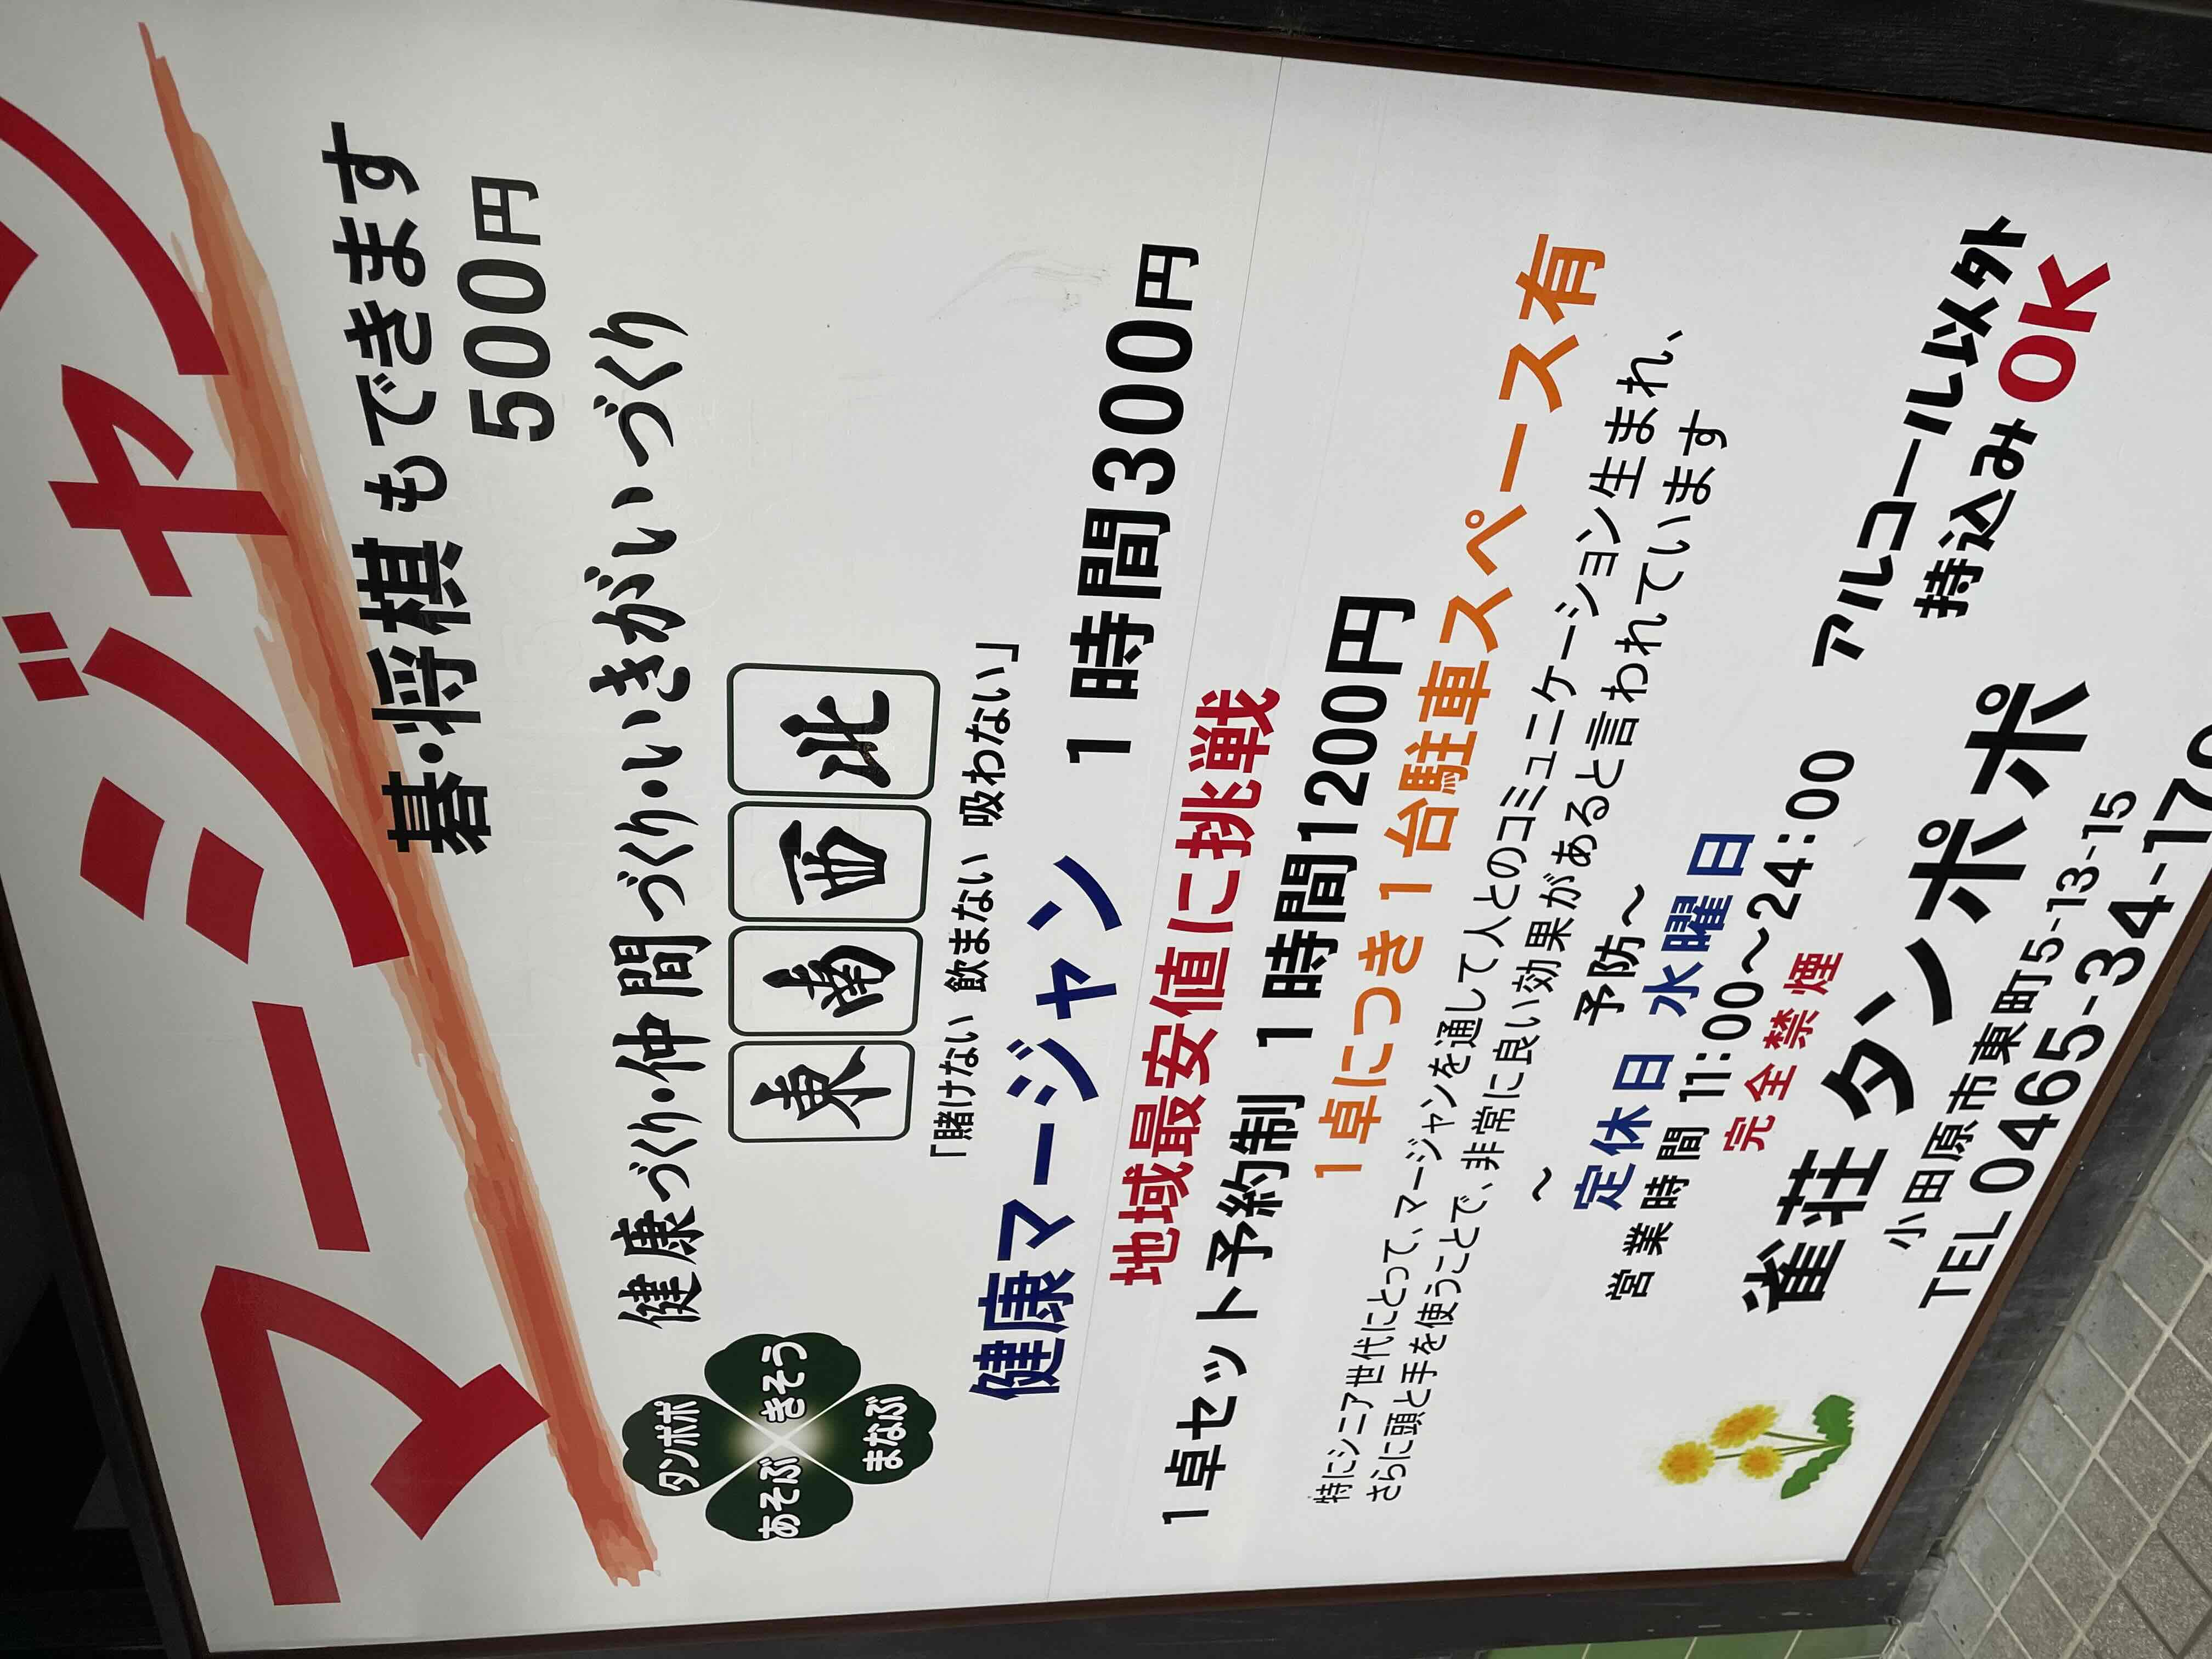 マージャン
碁・将棋もできます
500円
健康づくり・仲間づくり・いきがいづくり
タンポポ
あそぶ きそう
まなぶ
東 南 西 北
「賭けない 飲まない 吸わない」
健康マージャン 1時間300円
地域最安値に挑戦
1卓セット予約制 1時間1200円
1卓につき1台駐車スペース有
特にシニア世代にとって、マージャンを通して人とのコミュニケーション生まれ、
さらに頭と手を使うことで、非常に良い効果があると言われています
～ 予防～
定休日 水曜日
営業時間 11:00～24:00
完全禁煙
アルコール以外
持込みOK
雀荘タンポポ
小田原市東町5-13-15
TEL 0465-34-17